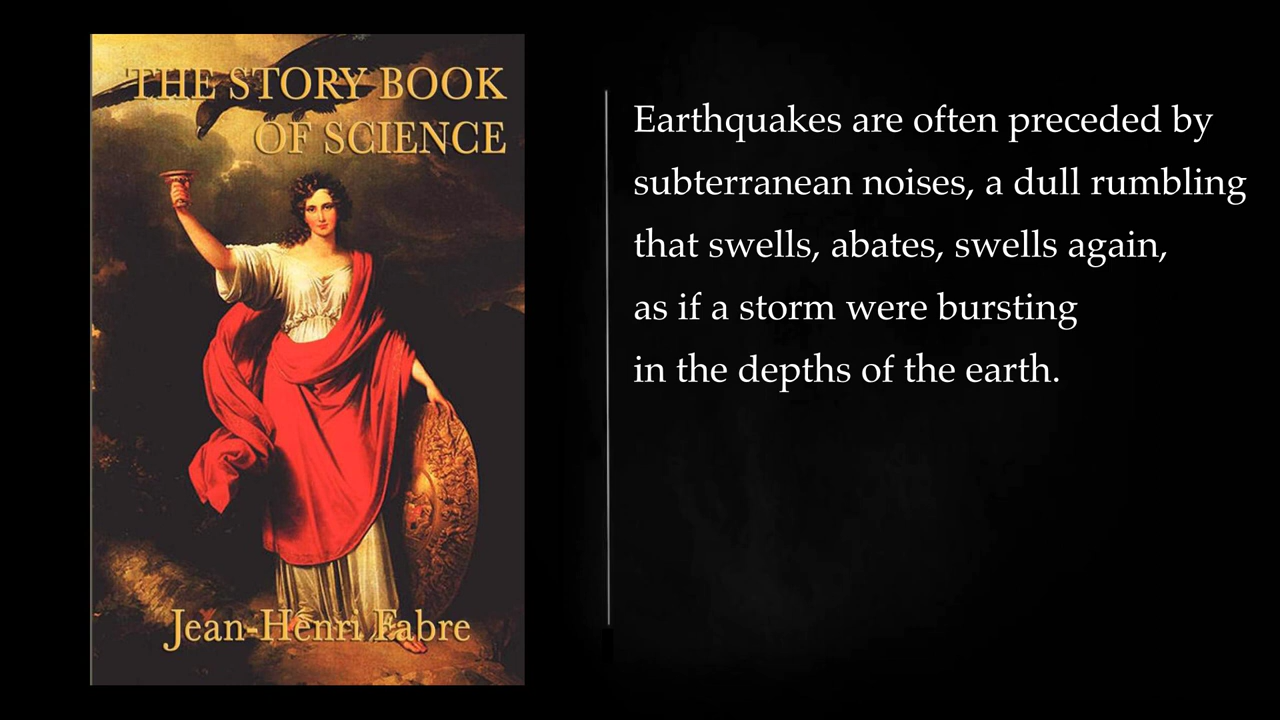 THE STORY BOOK
OF SCIENCE
Jean-Henri Fabre
Earthquakes are often preceded by
subterranean noises, a dull rumbling
that swells, abates, swells again,
as if a storm were bursting
in the depths of the earth.